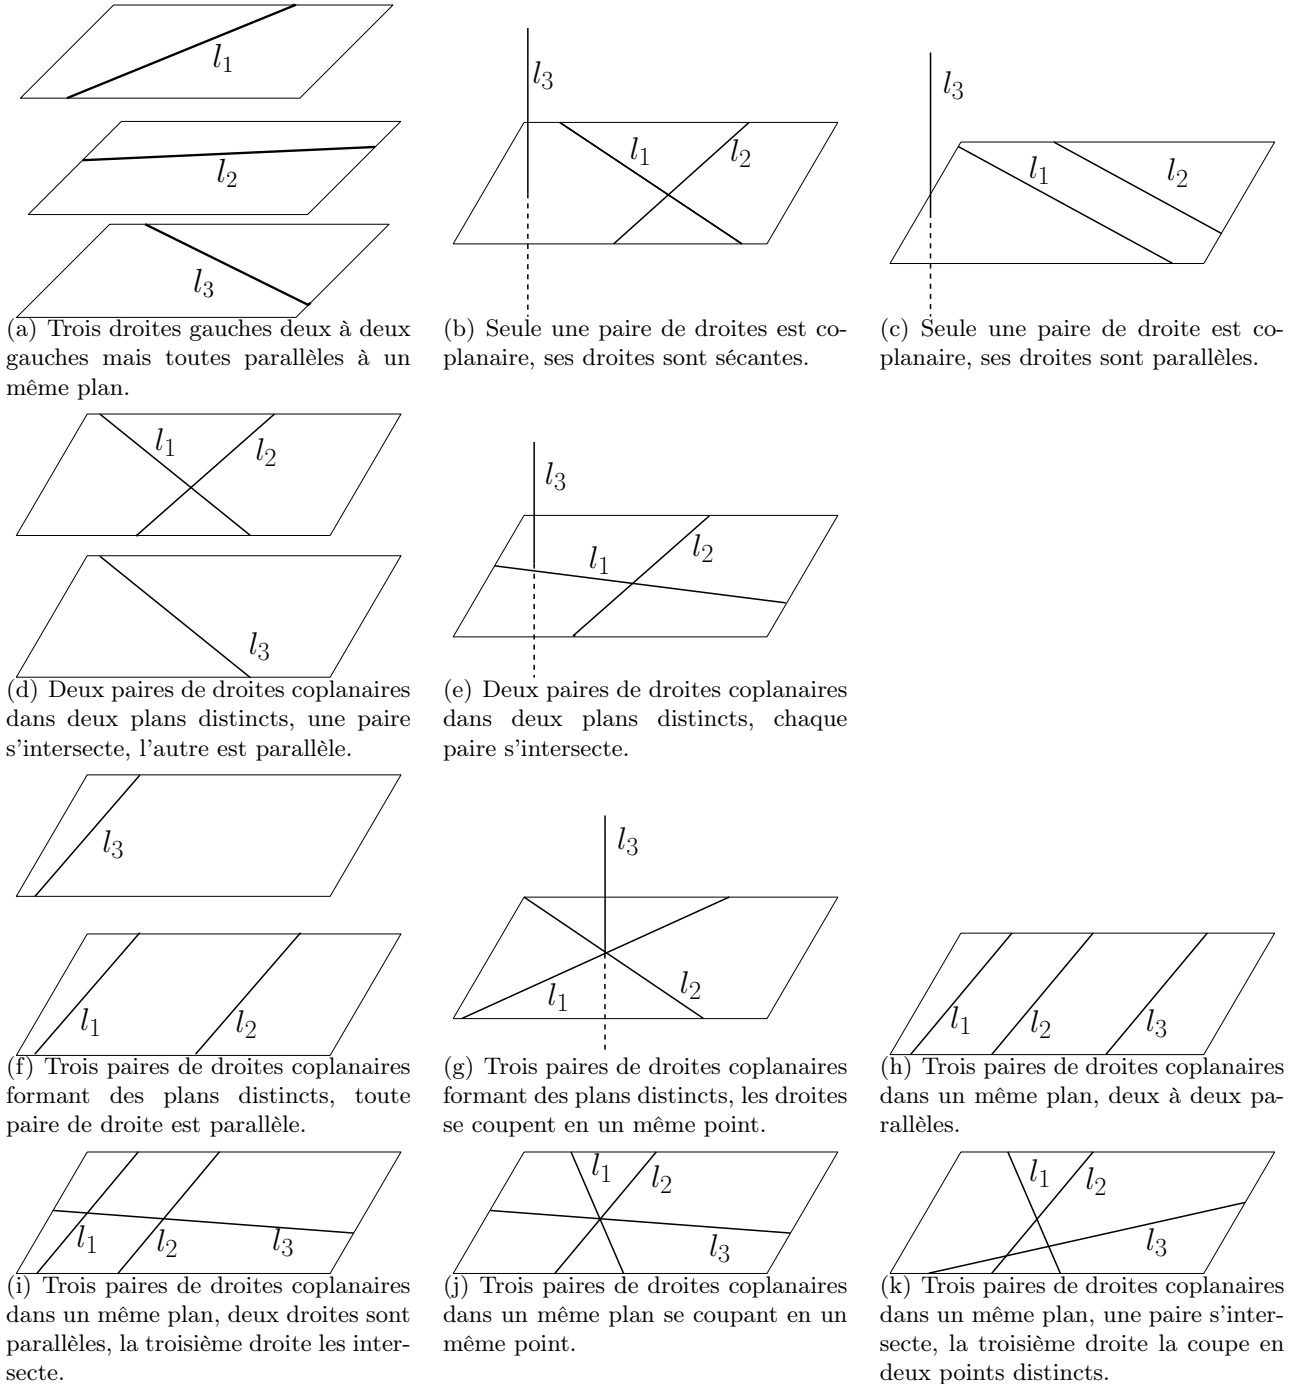 l1
l2
l3
(a) Trois droites gauches deux à deux
gauches mais toutes parallèles à un
même plan.
l3
l1
l2
(b) Seule une paire de droites est co-
planaire, ses droites sont sécantes.
l3
l1
l2
(c) Seule une paire de droite est co-
planaire, ses droites sont parallèles.
l1
l2
l3
(d) Deux paires de droites coplanaires
dans deux plans distincts, une paire
s'intersecte, l'autre est parallèle.
l3
l1
l2
(e) Deux paires de droites coplanaires
dans deux plans distincts, chaque
paire s'intersecte.
l3
l1
l2
(f) Trois paires de droites coplanaires
formant des plans distincts, toute
paire de droite est parallèle.
l3
l1
l2
(g) Trois paires de droites coplanaires
formant des plans distincts, les droites
se coupent en un même point.
l1
l2
l3
(h) Trois paires de droites coplanaires
dans un même plan, deux à deux pa-
rallèles.
l1
l2
l3
(i) Trois paires de droites coplanaires
dans un même plan, deux droites sont
parallèles, la troisième droite les inter-
secte.
l1
l2
l3
(j) Trois paires de droites coplanaires
dans un même plan se coupant en un
même point.
l1
l2
l3
(k) Trois paires de droites coplanaires
dans un même plan, une paire s'inter-
secte, la troisième droite la coupe en
deux points distincts.